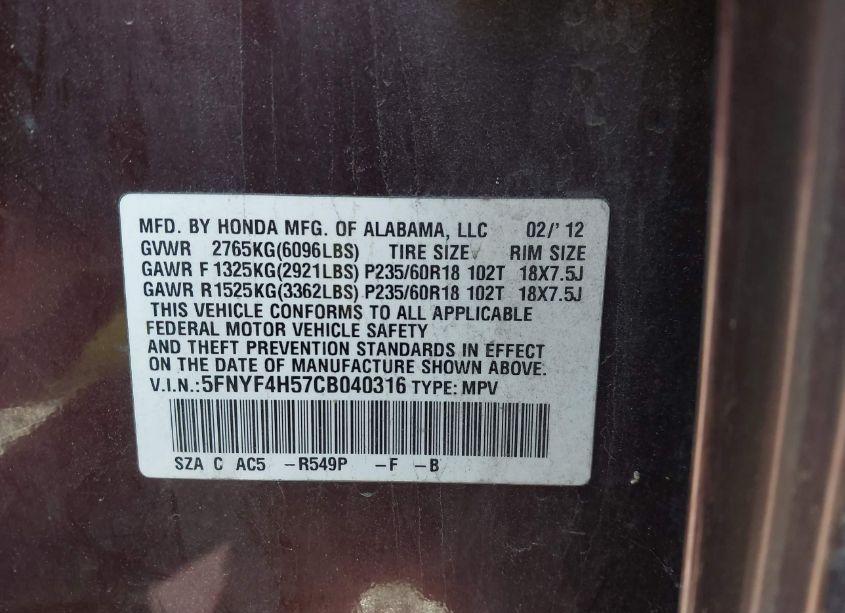 MFD. BY HONDA MFG. OF ALABAMA, LLC 02/' 12
GVWR 2765KG(6096LBS) TIRE SIZE RIM SIZE
GAWR F 1325KG(2921LBS) P235/60R18 102T 18X7.5J
GAWR R1525KG(3362LBS) P235/60R18 102T 18X7.5J
THIS VEHICLE CONFORMS TO ALL APPLICABLE
FEDERAL MOTOR VEHICLE SAFETY
AND THEFT PREVENTION STANDARDS IN EFFECT
ON THE DATE OF MANUFACTURE SHOWN ABOVE.
V.I.N.:5FNYF4H57CB040316 TYPE: MPV
SZA C AC5 -R549P -F -B